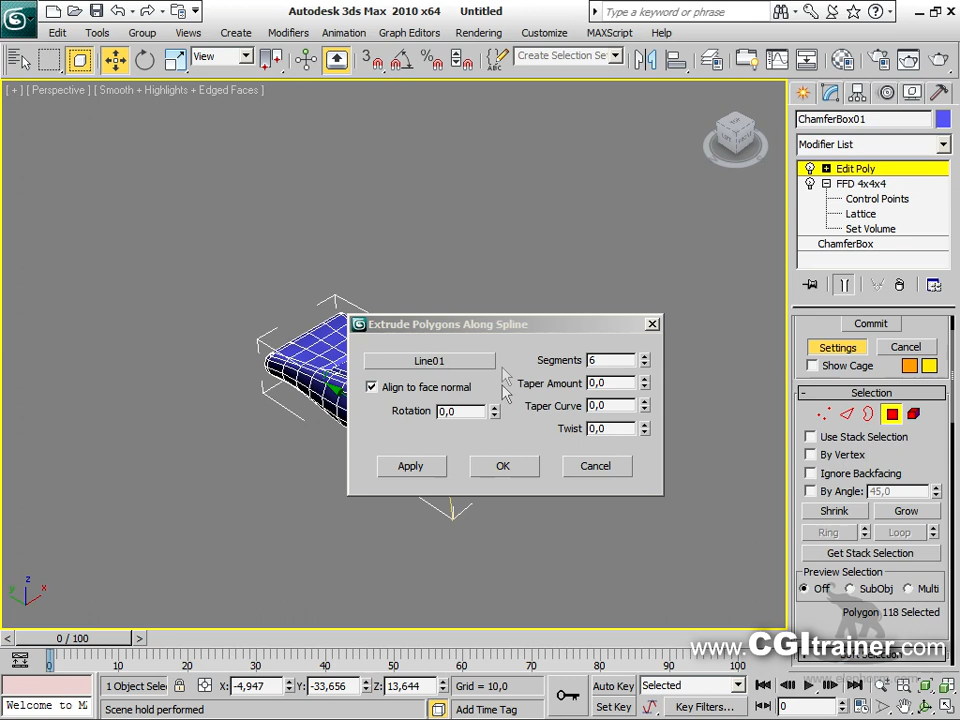 Autodesk 3ds Max 2010 x64 Untitled
Type a keyword or phrase
Edit Tools Group Views Create Modifiers Animation Graph Editors Rendering Customize MAXScript Help
View
Create Selection Se
[ + ] [ Perspective ] [ Smooth + Highlights + Edged Faces ]
ChamferBox01
Modifier List
Edit Poly
FFD 4x4x4
Control Points
Lattice
Set Volume
ChamferBox
Extrude Polygons Along Spline
Line01
Segments 6
Align to face normal
Taper Amount 0,0
Rotation 0,0
Taper Curve 0,0
Twist 0,0
Apply OK Cancel
Commit
Settings Cancel
Show Cage
Selection
Use Stack Selection
By Vertex
Ignore Backfacing
By Angle: 45,0
Shrink Grow
Ring Loop
Get Stack Selection
Preview Selection
Off SubObj Multi
Polygon 118 Selected
www.CGItrainer.com
z
x
y
0 / 100
0 10 20 30 40 50 60 70 80 90 100
1 Object Sele X: -4,947 Y: -33,656 Z: 13,644 Grid = 10,0 Auto Key Selected
Welcome to M
Scene hold performed Add Time Tag Set Key Key Filters... 0